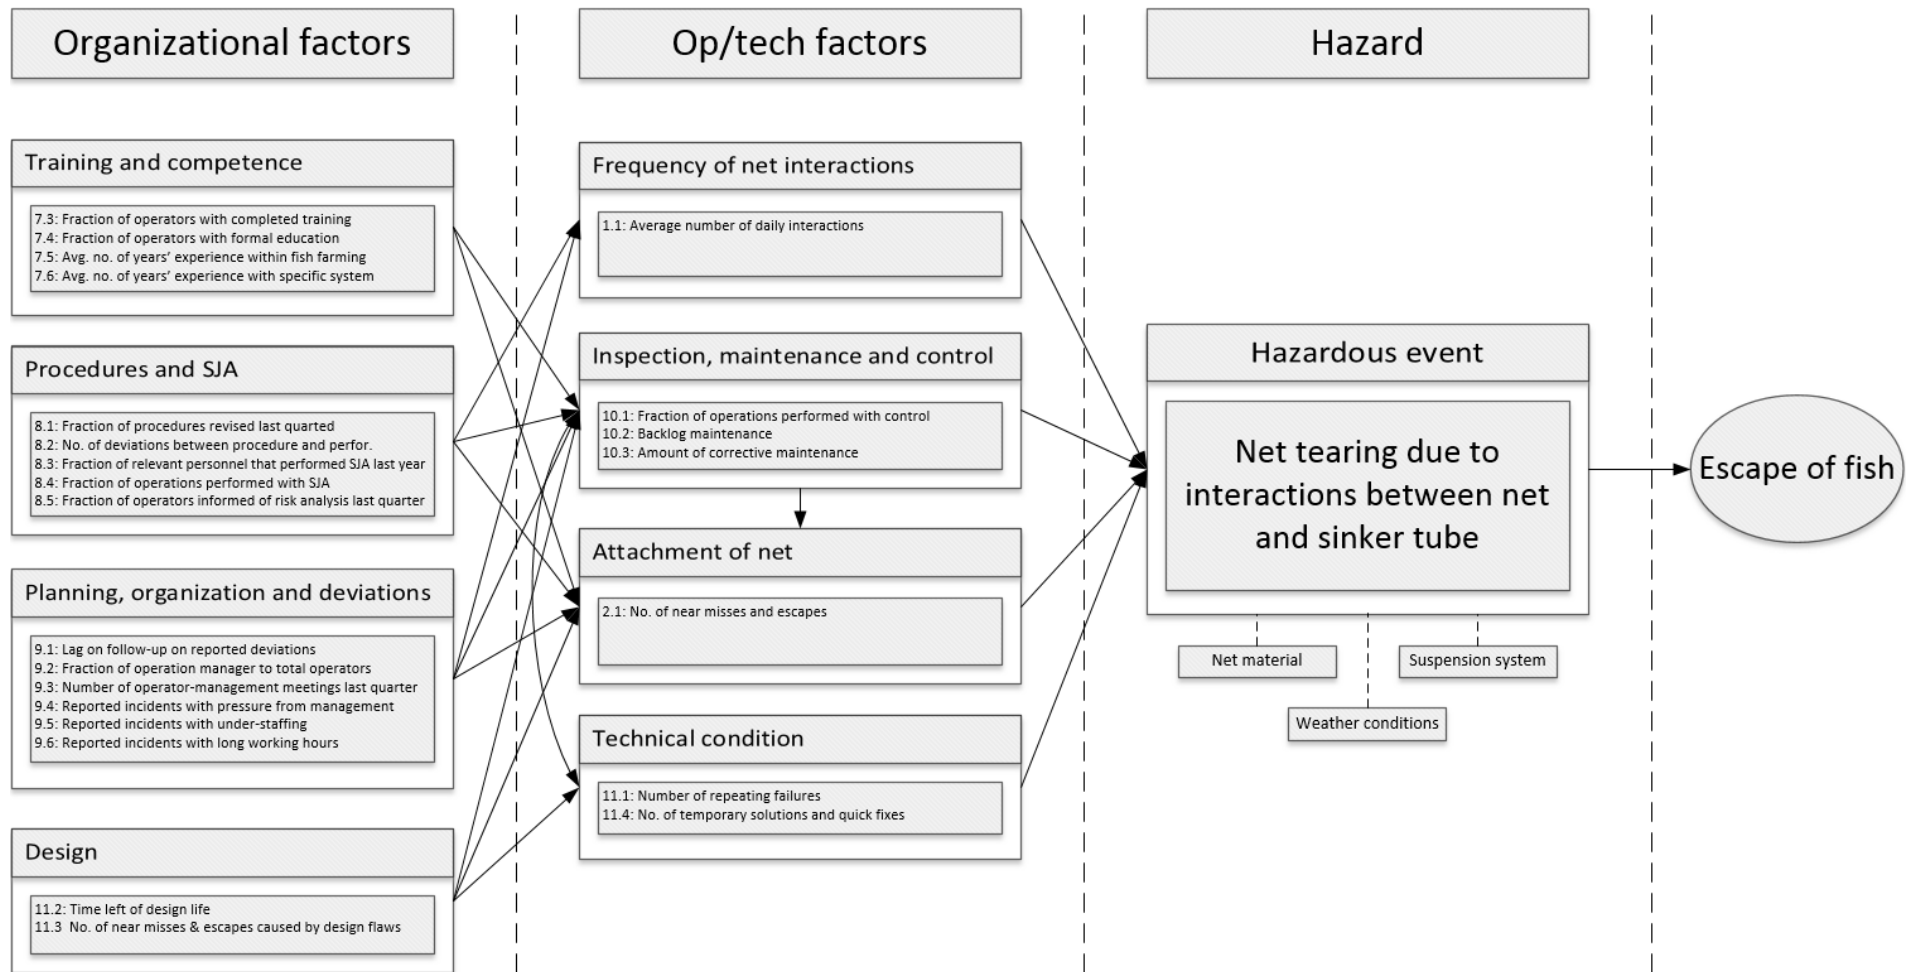 Organizational factors
Op/tech factors
Hazard
Training and competence
7.3: Fraction of operators with completed training
7.4: Fraction of operators with formal education
7.5: Avg. no. of years’ experience within fish farming
7.6: Avg. no. of years’ experience with specific system
Procedures and SJA
8.1: Fraction of procedures revised last quarted
8.2: No. of deviations between procedure and perfor.
8.3: Fraction of relevant personnel that performed SJA last year
8.4: Fraction of operations performed with SJA
8.5: Fraction of operators informed of risk analysis last quarter
Planning, organization and deviations
9.1: Lag on follow-up on reported deviations
9.2: Fraction of operation manager to total operators
9.3: Number of operator-management meetings last quarter
9.4: Reported incidents with pressure from management
9.5: Reported incidents with under-staffing
9.6: Reported incidents with long working hours
Design
11.2: Time left of design life
11.3  No. of near misses & escapes caused by design flaws
Frequency of net interactions
1.1: Average number of daily interactions
Inspection, maintenance and control
10.1: Fraction of operations performed with control
10.2: Backlog maintenance
10.3: Amount of corrective maintenance
Attachment of net
2.1: No. of near misses and escapes
Technical condition
11.1: Number of repeating failures
11.4: No. of temporary solutions and quick fixes
Hazardous event
Net tearing due to
interactions between net
and sinker tube
Net material
Suspension system
Weather conditions
Escape of fish